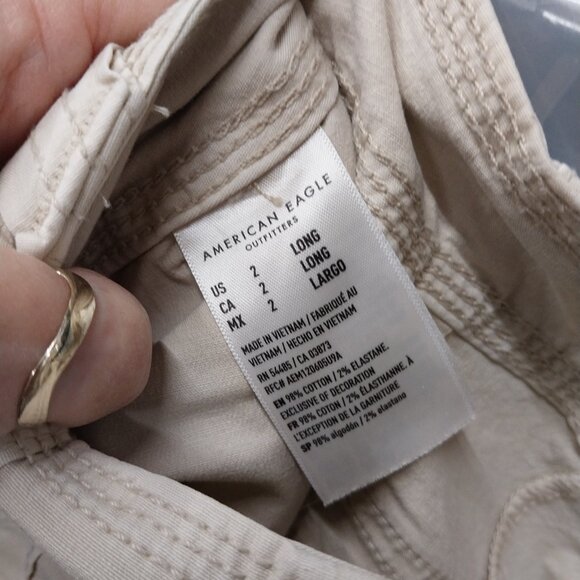 AMERICAN EAGLE
OUTFITTERS
US 2 LONG
CA 2 LONG
MX 2 LARGO
MADE IN VIETNAM / FABRIQUÉ AU
VIETNAM / HECHO EN VIETNAM
RN 54485 / CA 03073
RFC# AEM120605U9A
EN 98% COTTON / 2% ELASTANE.
EXCLUSIVE OF DECORATION
FR 98% COTON / 2% ÉLASTHANNE. À
L'EXCEPTION DE LA GARNITURE
SP 98% algodón / 2% elastano